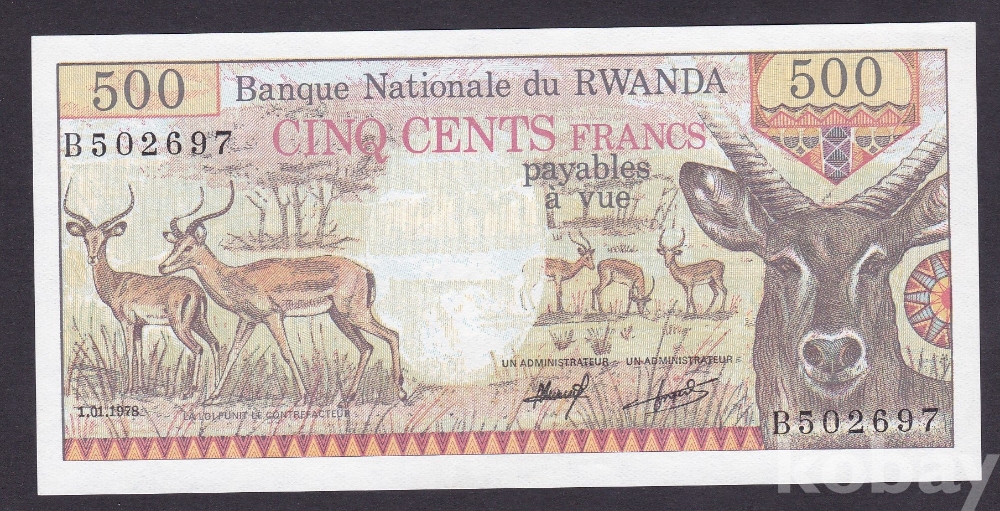 500
Banque Nationale du RWANDA
500
B502697
CINQ CENTS FRANCS
payables
à vue
UN ADMINISTRATEUR UN ADMINISTRATEUR
1.01.1978
LA LOI PUNIT LE CONTREFACTEUR
B502697
kobay